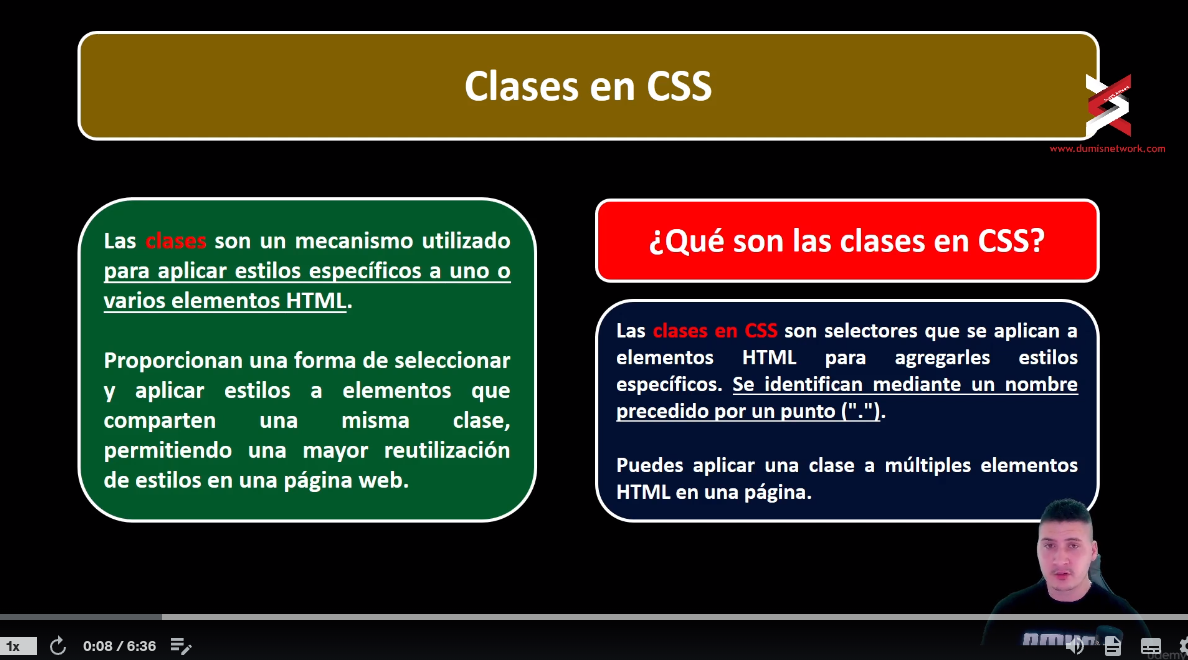 Clases en CSS
www.dumisnetwork.com
Las clases son un mecanismo utilizado
para aplicar estilos específicos a uno o
varios elementos HTML.
Proporcionan una forma de seleccionar
y aplicar estilos a elementos que
comparten una misma clase,
permitiendo una mayor reutilización
de estilos en una página web.
¿Qué son las clases en CSS?
Las clases en CSS son selectores que se aplican a
elementos HTML para agregarles estilos
específicos. Se identifican mediante un nombre
precedido por un punto (".").
Puedes aplicar una clase a múltiples elementos
HTML en una página.
1x
0:08 / 6:36
udemy